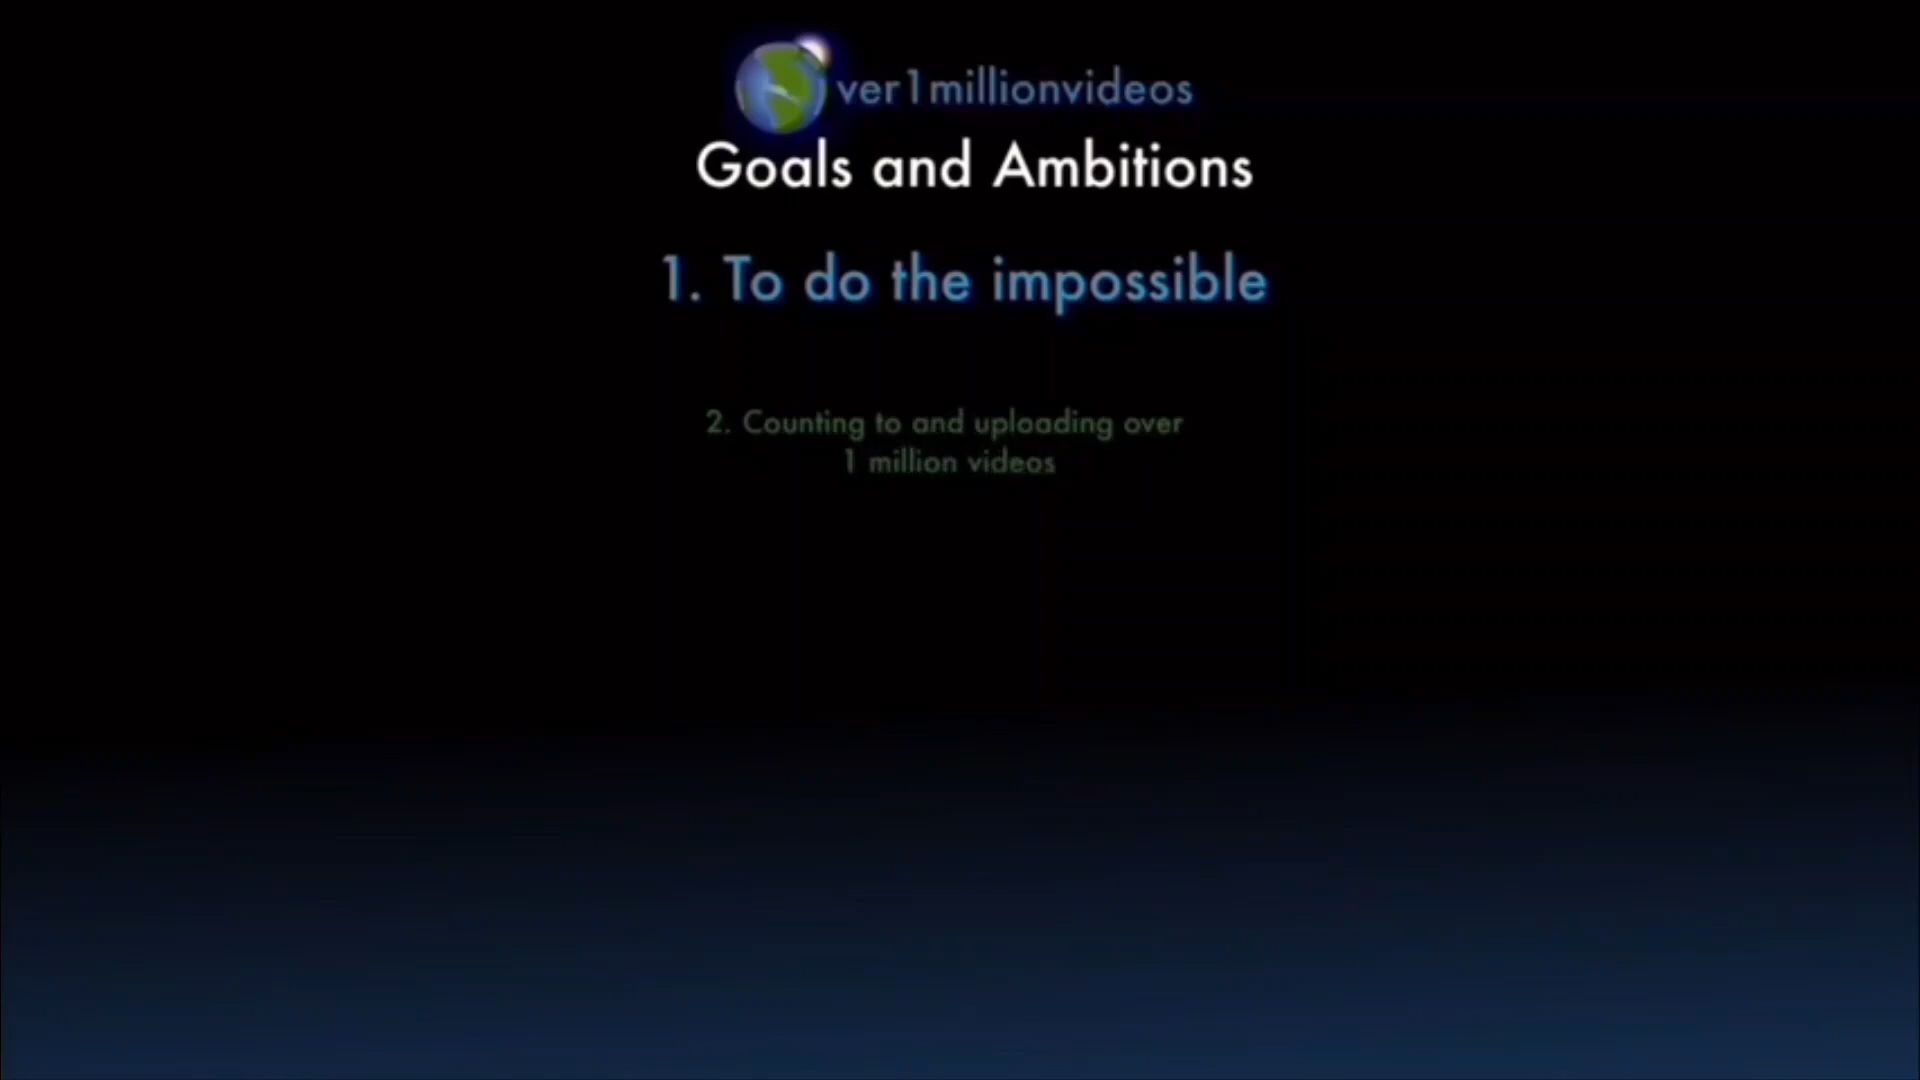 ver1millionvideos
Goals and Ambitions
1. To do the impossible
2. Counting to and uploading over
1 million videos